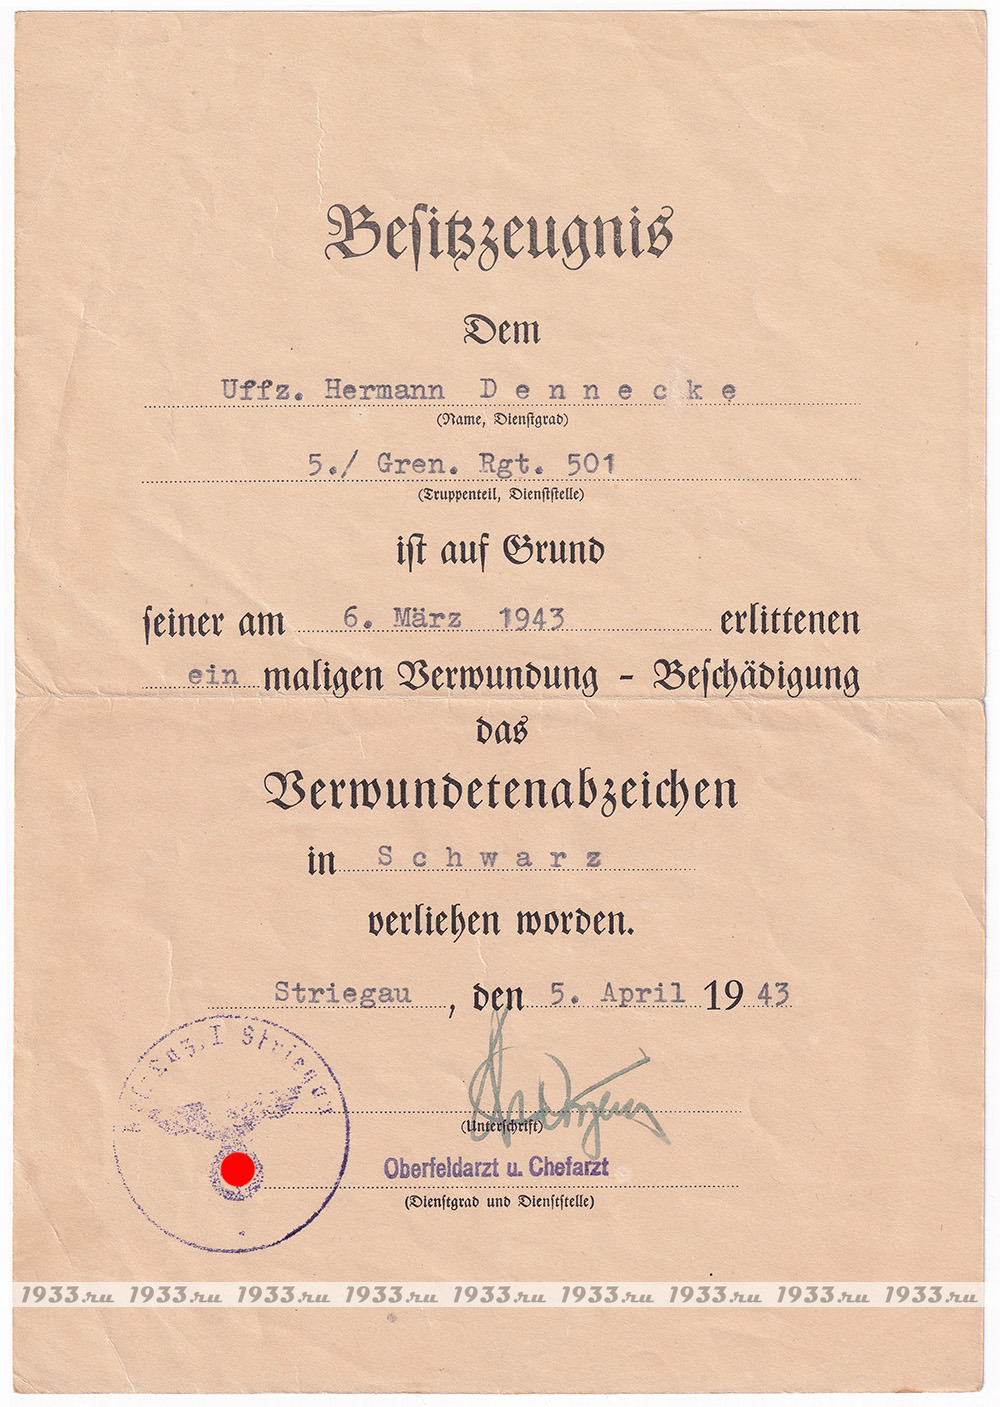 Besitzzeugnis
Dem
Uffz. Hermann Dennecke
(Name, Dienstgrad)
5./ Gren. Rgt. 501
(Truppenteil, Dienststelle)
ist auf Grund
seiner am 6. März 1943 erlittenen
ein maligen Verwundung - Beschädigung
das
Verwundetenabzeichen
in Schwarz
verliehen worden.
Striegau, den 5. April 1943
Res.-Laz. I Striegau
(Unterschrift)
Oberfeldarzt u. Chefarzt
(Dienstgrad und Dienststelle)
1933.ru 1933.ru 1933.ru 1933.ru 1933.ru 1933.ru 1933.ru 1933.ru 1933.ru